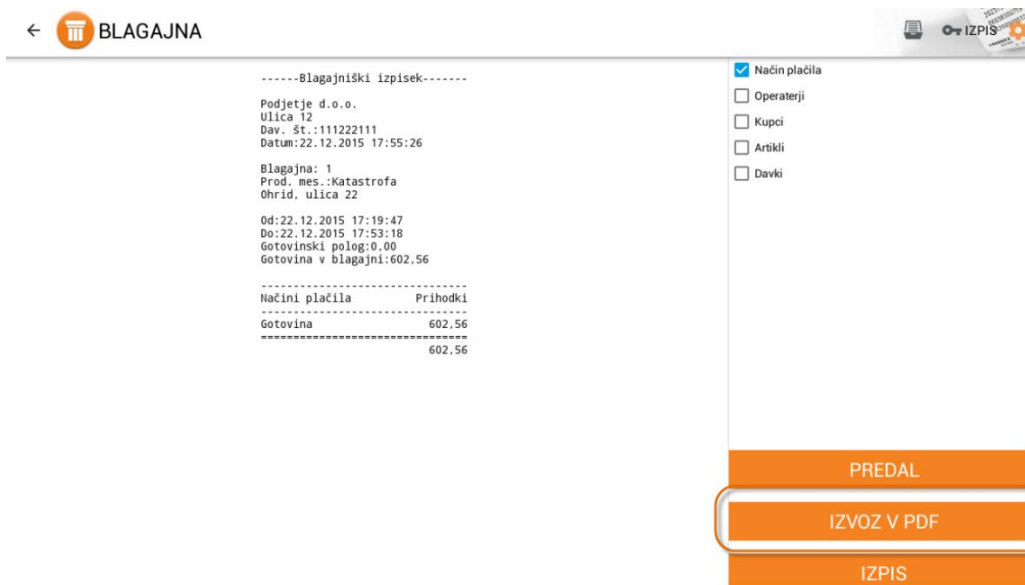 BLAGAJNA
IZPIS
------Blagajniški izpisek-------
Podjetje d.o.o.
Ulica 12
Dav. št.:111222111
Datum:22.12.2015 17:55:26
Blagajna: 1
Prod. mes.:Katastrofa
Ohrid, ulica 22
Od:22.12.2015 17:19:47
Do:22.12.2015 17:53:18
Gotovinski polog:0,00
Gotovina v blagajni:602,56
--------------------------------
Načini plačila Prihodki
--------------------------------
Gotovina 602,56
================================
602,56
Način plačila
Operaterji
Kupci
Artikli
Davki
PREDAL
IZVOZ V PDF
IZPIS